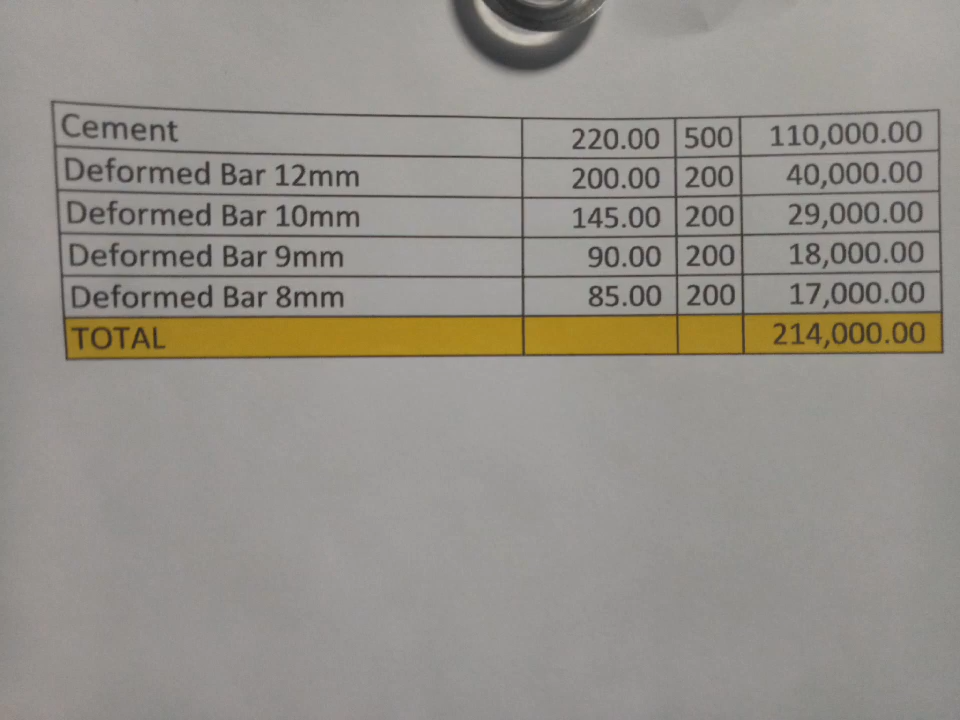 Cement 220.00 500 110,000.00
Deformed Bar 12mm 200.00 200 40,000.00
Deformed Bar 10mm 145.00 200 29,000.00
Deformed Bar 9mm 90.00 200 18,000.00
Deformed Bar 8mm 85.00 200 17,000.00
TOTAL 214,000.00